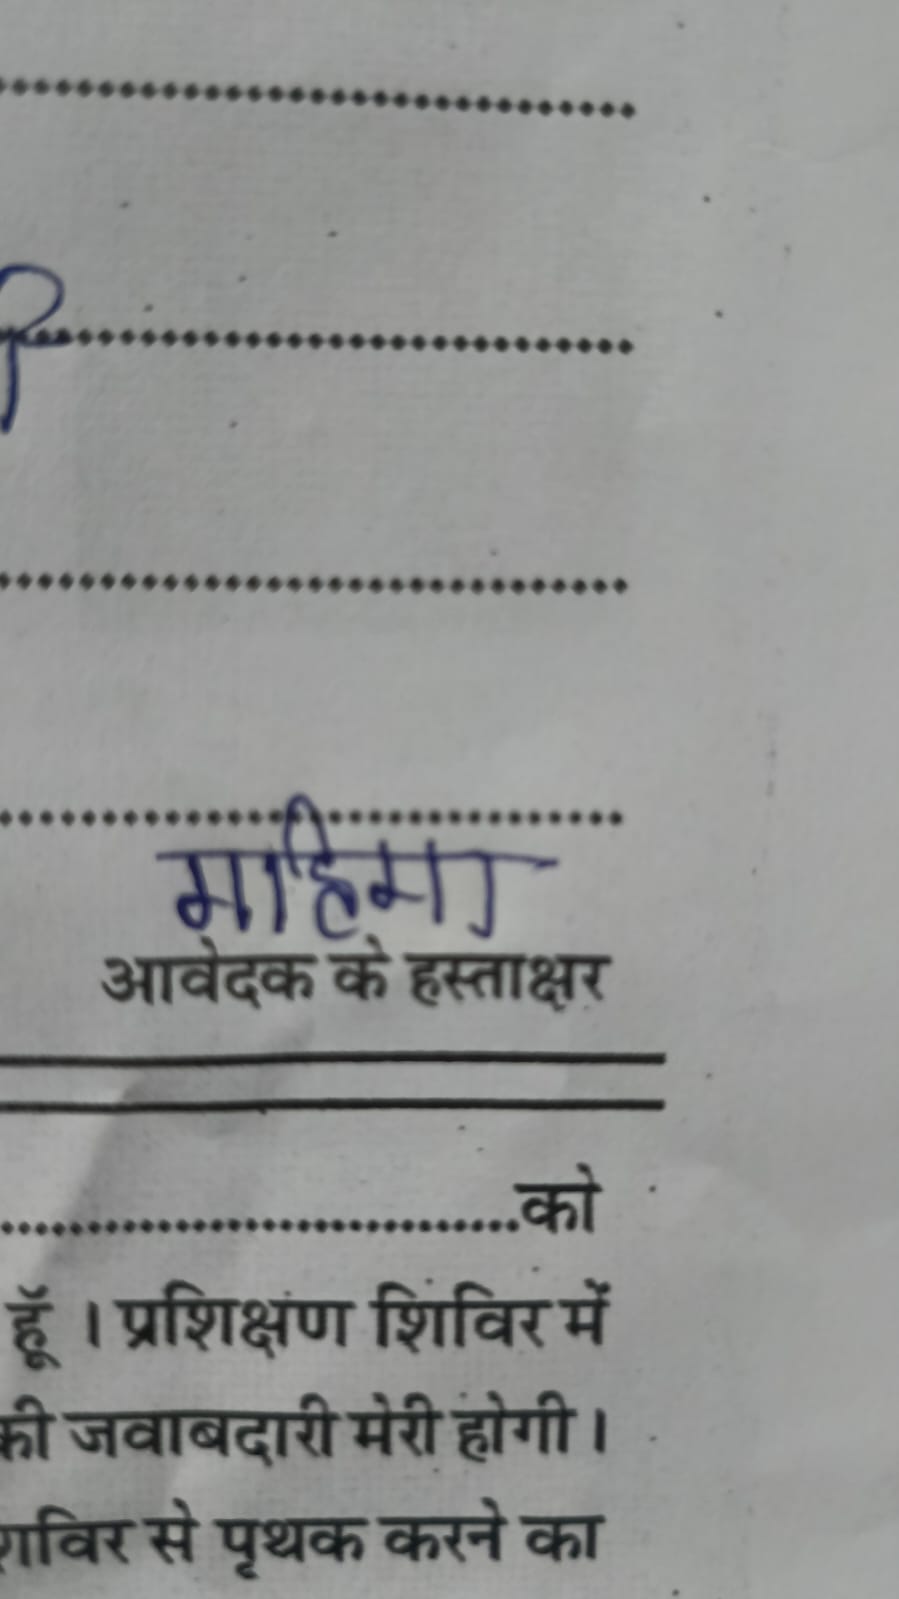 महिमा
आवेदक के हस्ताक्षर
..............................को
हूँ । प्रशिक्षण शिविर में
की जवाबदारी मेरी होगी।
शिविर से पृथक करने का